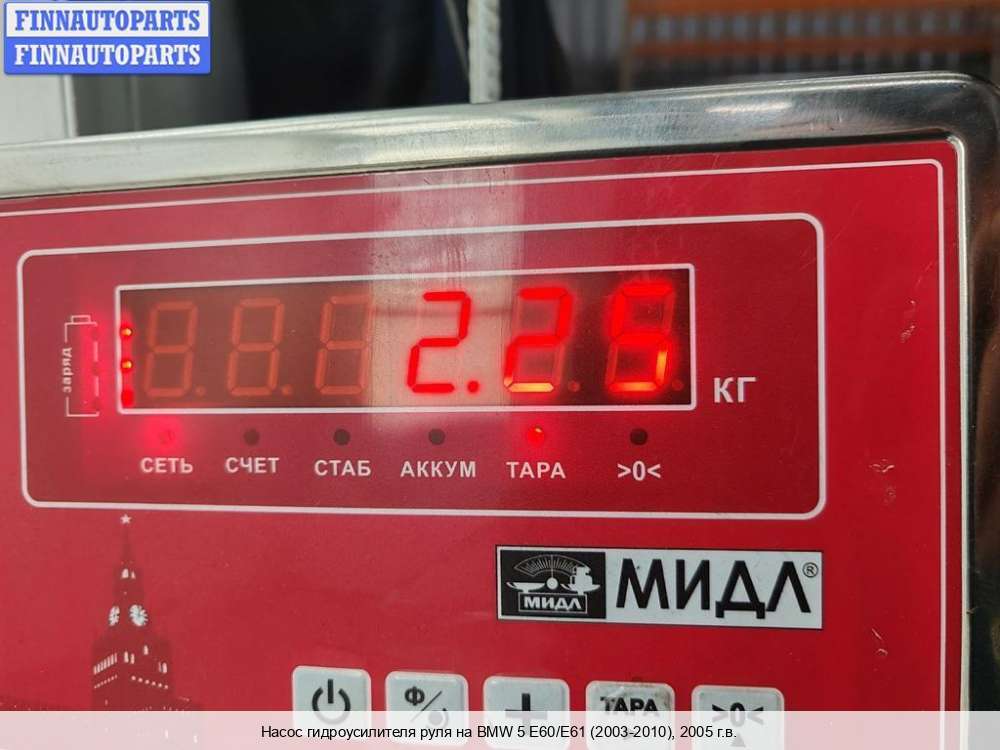 FINNAUTOPARTS
FINNAUTOPARTS
2.25
КГ
заряд
СЕТЬ СЧЕТ СТАБ АККУМ ТАРА >0<
МИДЛ МИДЛ®
Ф/ + ТАРА >0<
Насос гидроусилителя руля на BMW 5 E60/E61 (2003-2010), 2005 г.в.